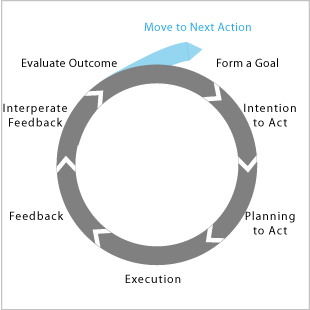 Move to Next Action
Evaluate Outcome
Form a Goal
Interperate
Feedback
Intention
to Act
Feedback
Planning
to Act
Execution